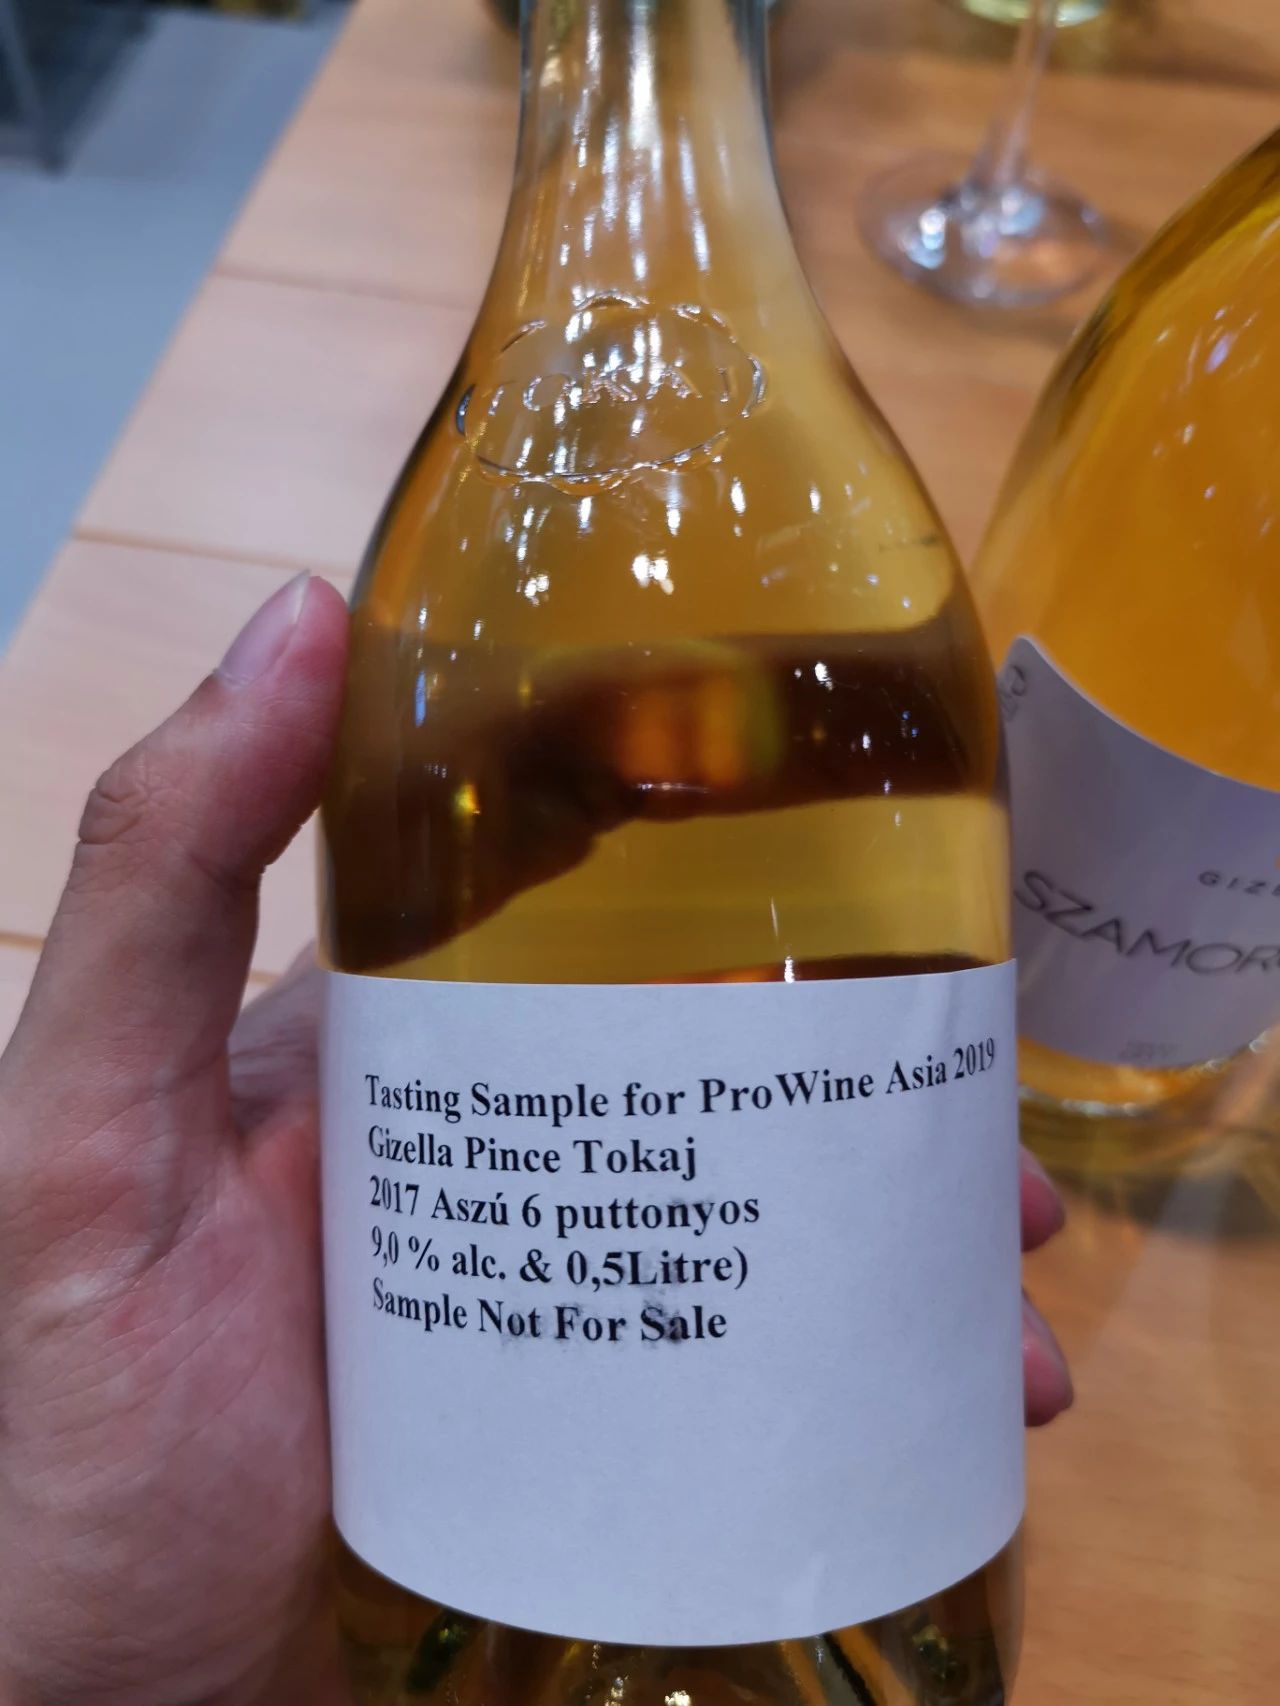 TOKAJ
Tasting Sample for ProWine Asia 2019
Gizella Pince Tokaj
2017 Aszú 6 puttonyos
9,0 % alc. & 0,5Litre)
Sample Not For Sale
GIZ
SZAMOR